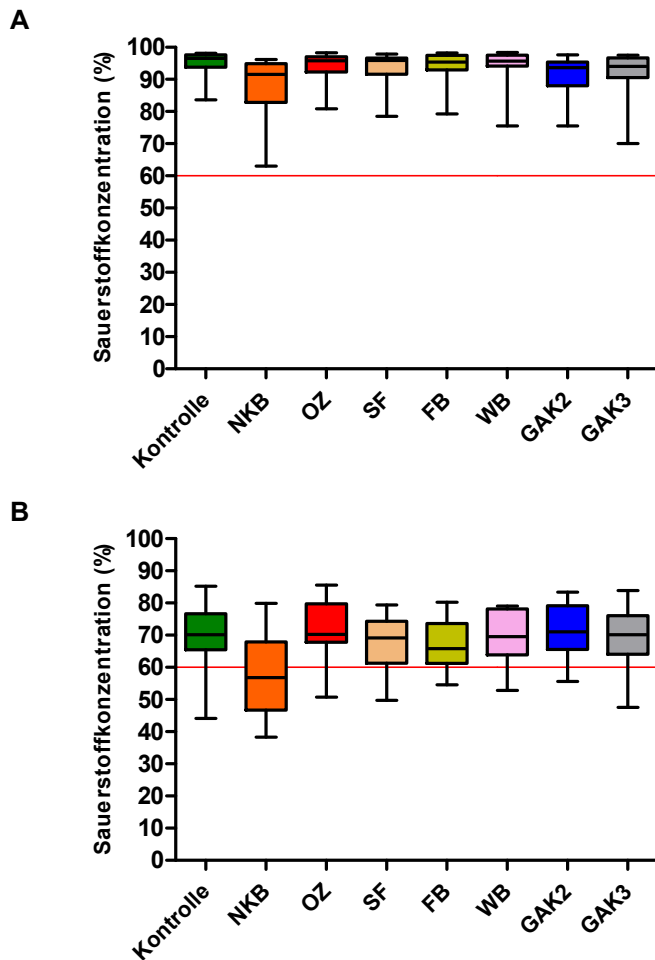 A
Sauerstoffkonzentration (%)
100
90
80
70
60
50
40
30
20
10
0
Kontrolle
NKB
OZ
SF
FB
WB
GAK2
GAK3
B
Sauerstoffkonzentration (%)
100
90
80
70
60
50
40
30
20
10
0
Kontrolle
NKB
OZ
SF
FB
WB
GAK2
GAK3